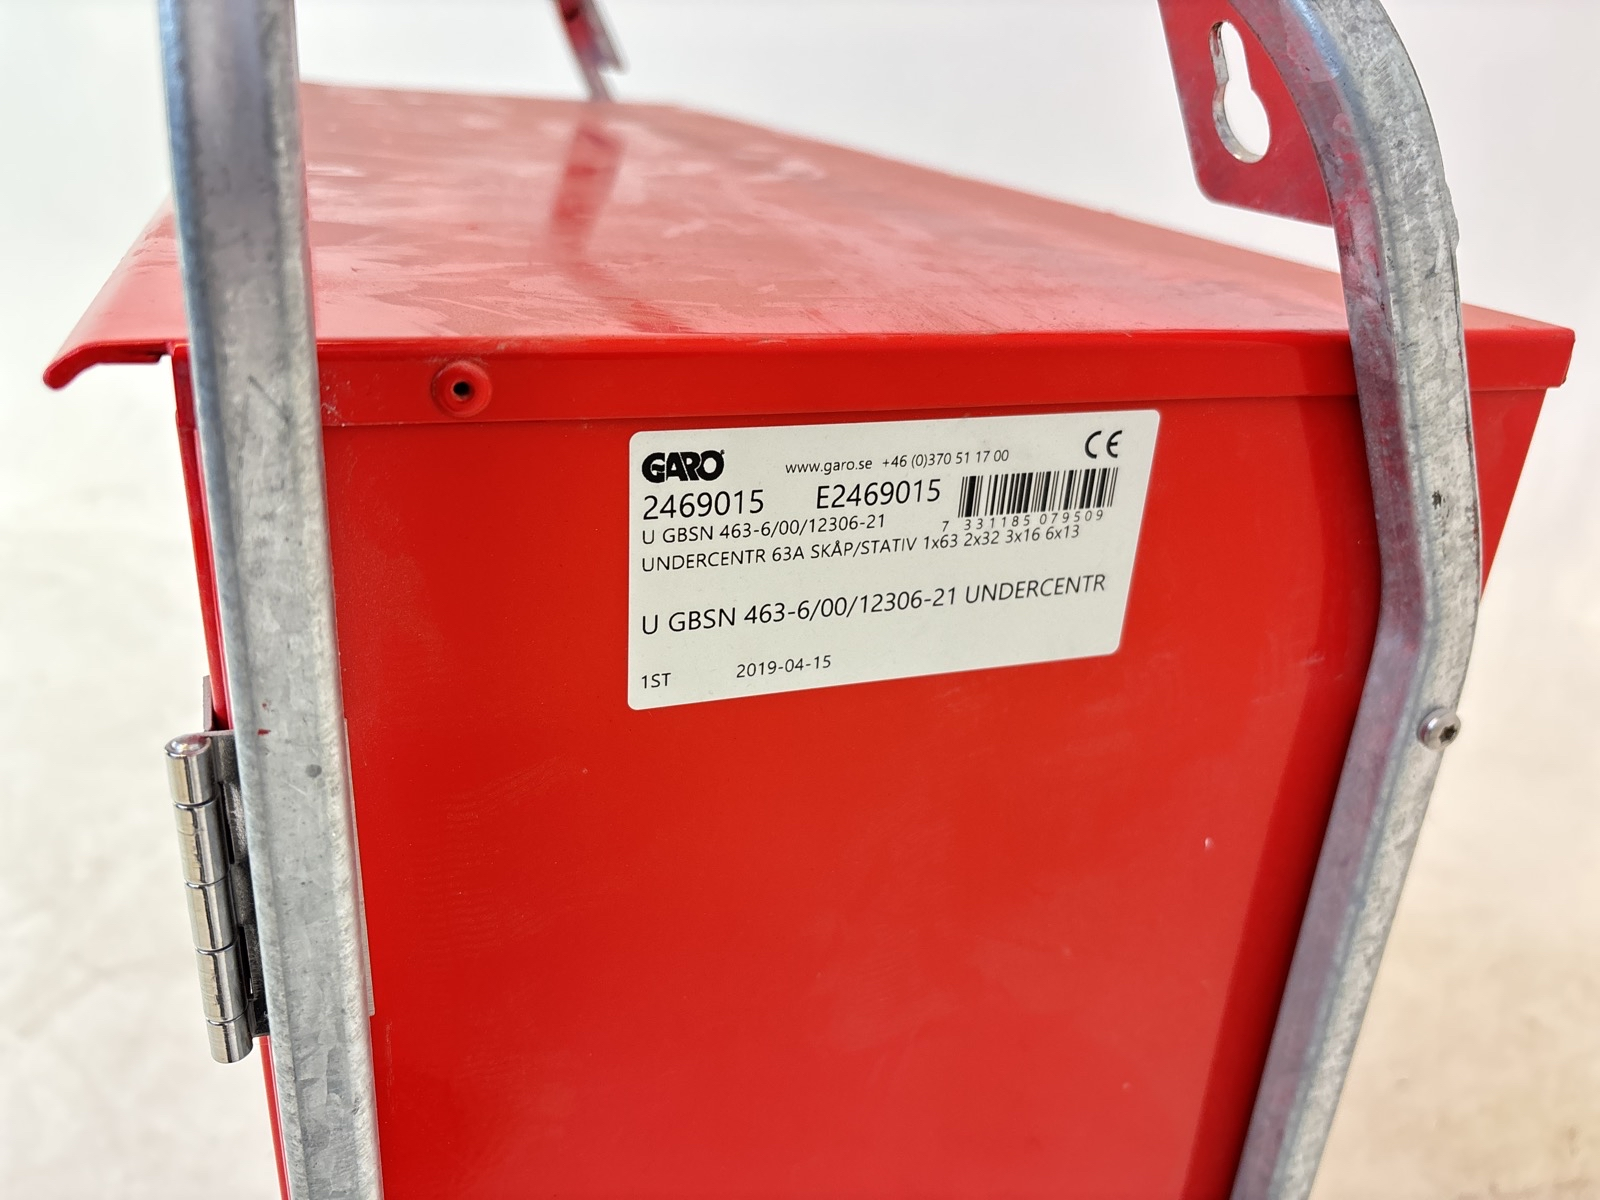 GARO www.garo.se +46 (0)370 51 17 00 CE
2469015 E2469015
7 331185 079509
U GBSN 463-6/00/12306-21
UNDERCENTR 63A SKÅP/STATIV 1x63 2x32 3x16 6x13
U GBSN 463-6/00/12306-21 UNDERCENTR
1ST 2019-04-15